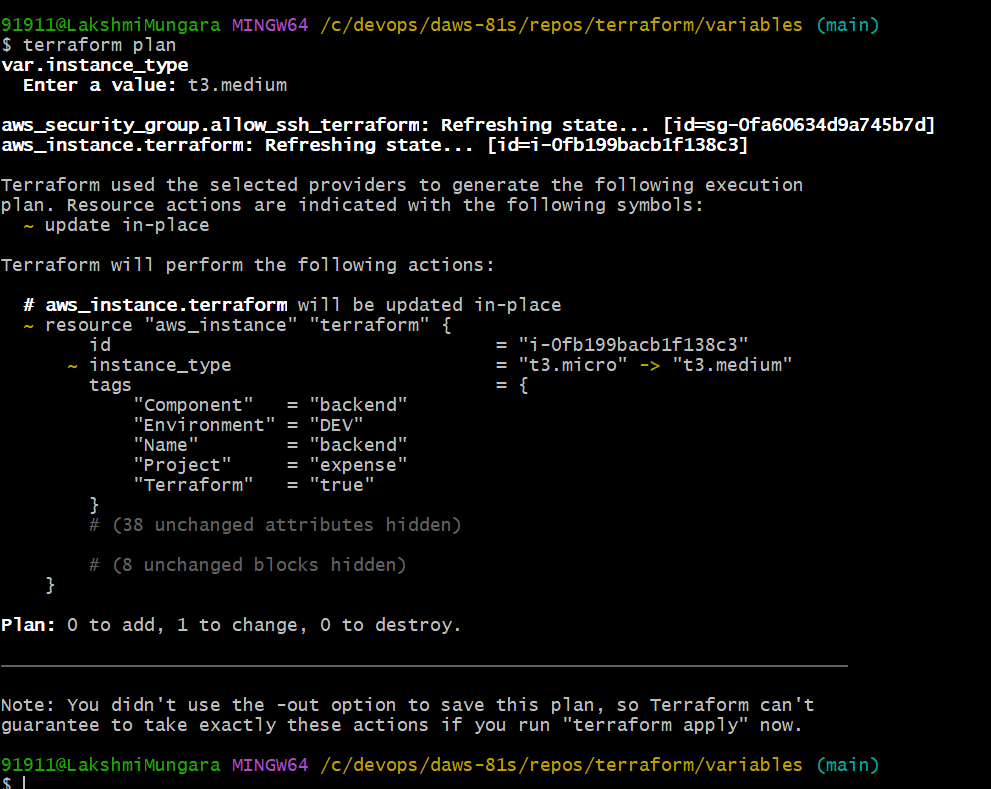 91911@LakshmiMungara MINGW64 /c/devops/daws-81s/repos/terraform/variables (main)
$ terraform plan
var.instance_type
  Enter a value: t3.medium

aws_security_group.allow_ssh_terraform: Refreshing state... [id=sg-0fa60634d9a745b7d]
aws_instance.terraform: Refreshing state... [id=i-0fb199bacb1f138c3]

Terraform used the selected providers to generate the following execution
plan. Resource actions are indicated with the following symbols:
  ~ update in-place

Terraform will perform the following actions:

  # aws_instance.terraform will be updated in-place
  ~ resource "aws_instance" "terraform" {
        id                                   = "i-0fb199bacb1f138c3"
      ~ instance_type                        = "t3.micro" -> "t3.medium"
        tags                                 = {
            "Component"   = "backend"
            "Environment" = "DEV"
            "Name"        = "backend"
            "Project"     = "expense"
            "Terraform"   = "true"
        }
        # (38 unchanged attributes hidden)

        # (8 unchanged blocks hidden)
    }

Plan: 0 to add, 1 to change, 0 to destroy.

Note: You didn't use the -out option to save this plan, so Terraform can't
guarantee to take exactly these actions if you run "terraform apply" now.

91911@LakshmiMungara MINGW64 /c/devops/daws-81s/repos/terraform/variables (main)
$